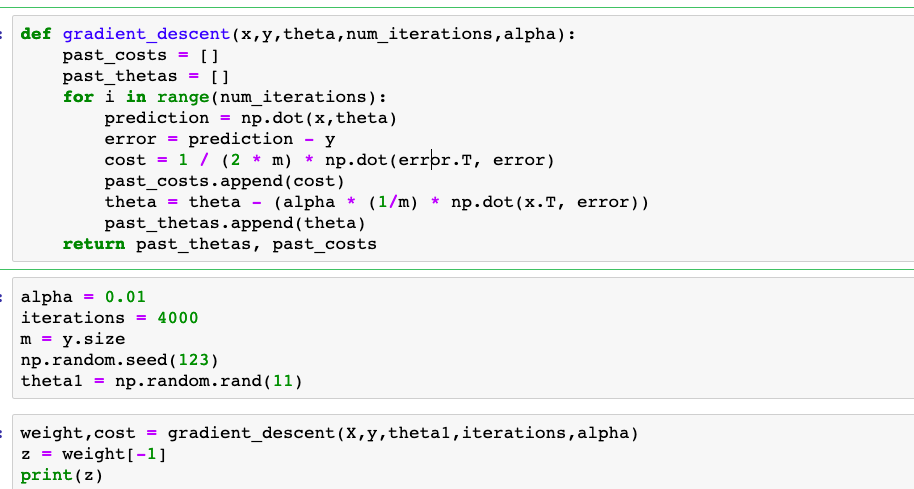 def gradient_descent(x,y,theta,num_iterations,alpha):
    past_costs = []
    past_thetas = []
    for i in range(num_iterations):
        prediction = np.dot(x,theta)
        error = prediction - y
        cost = 1 / (2 * m) * np.dot(error.T, error)
        past_costs.append(cost)
        theta = theta - (alpha * (1/m) * np.dot(x.T, error))
        past_thetas.append(theta)
    return past_thetas, past_costs
alpha = 0.01
iterations = 4000
m = y.size
np.random.seed(123)
theta1 = np.random.rand(11)
weight,cost = gradient_descent(X,y,theta1,iterations,alpha)
z = weight[-1]
print(z)